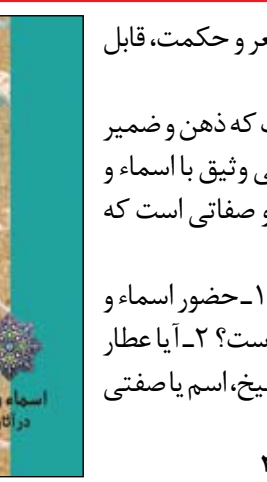 عر و حکمت، قابل
که ذهن و ضمیر
ی وثیق با اسماء و
و صفاتی است که
۱ـ حضور اسماء و
ست؟ ۲ـ آیا عطار
یخ، اسم یا صفتی
اسماء و
در آثار